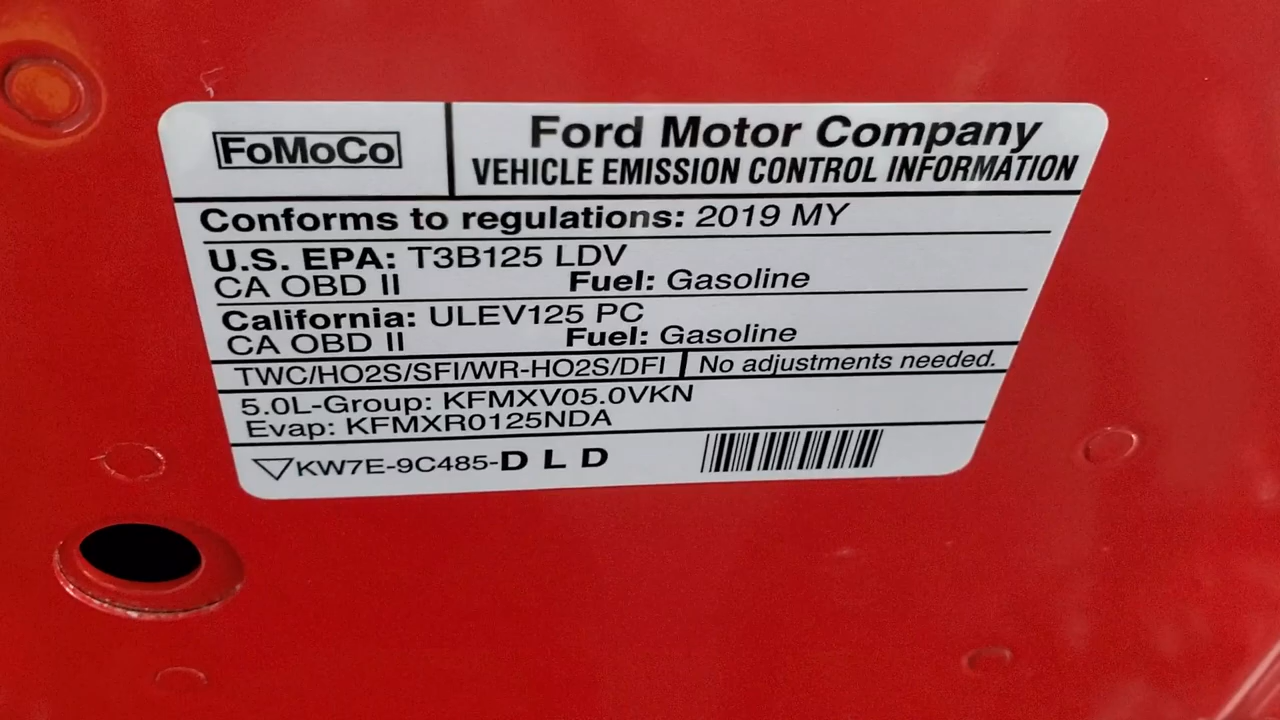 FoMoCo
Ford Motor Company
VEHICLE EMISSION CONTROL INFORMATION
Conforms to regulations: 2019 MY
U.S. EPA: T3B125 LDV
CA OBD II Fuel: Gasoline
California: ULEV125 PC
CA OBD II Fuel: Gasoline
TWC/HO2S/SFI/WR-HO2S/DFI No adjustments needed.
5.0L-Group: KFMXV05.0VKN
Evap: KFMXR0125NDA
KW7E-9C485-D L D